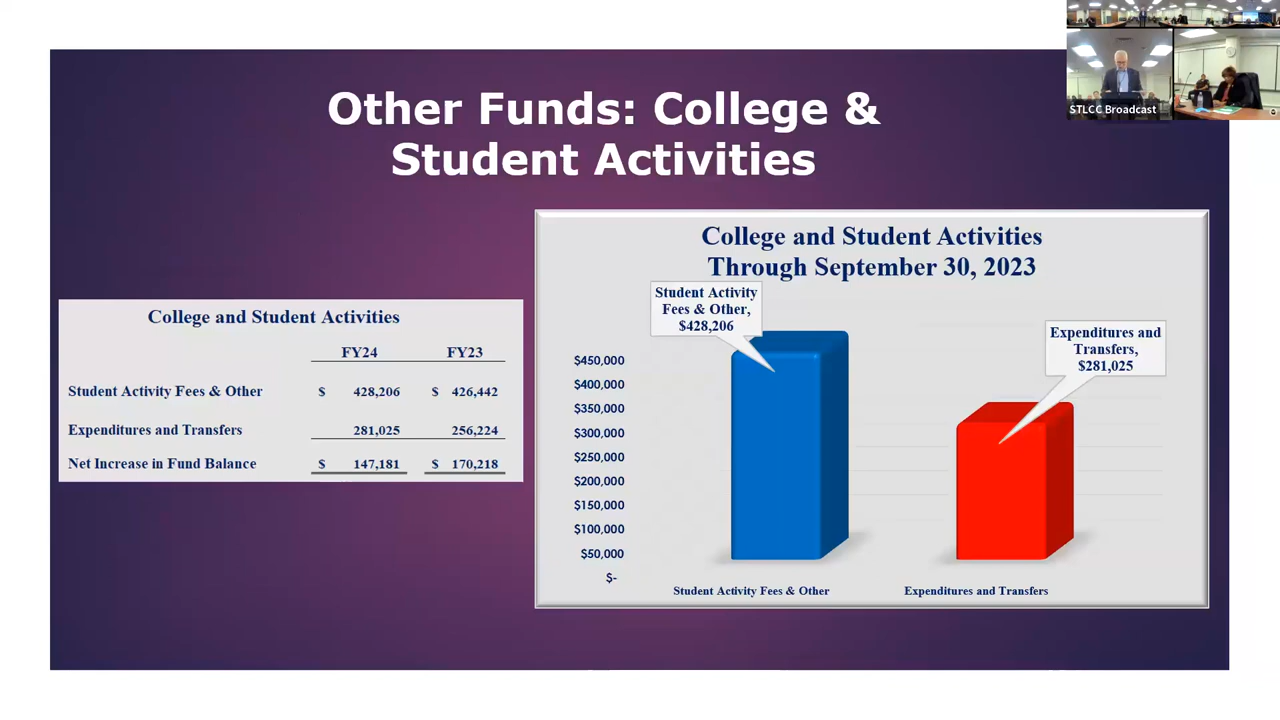 Other Funds: College &
Student Activities
STLCC Broadcast
College and Student Activities
FY24 FY23
Student Activity Fees & Other $ 428,206 $ 426,442
Expenditures and Transfers 281,025 256,224
Net Increase in Fund Balance $ 147,181 $ 170,218
College and Student Activities
Through September 30, 2023
Student Activity
Fees & Other,
$428,206
Expenditures and
Transfers,
$281,025
$450,000
$400,000
$350,000
$300,000
$250,000
$200,000
$150,000
$100,000
$50,000
$-
Student Activity Fees & Other
Expenditures and Transfers